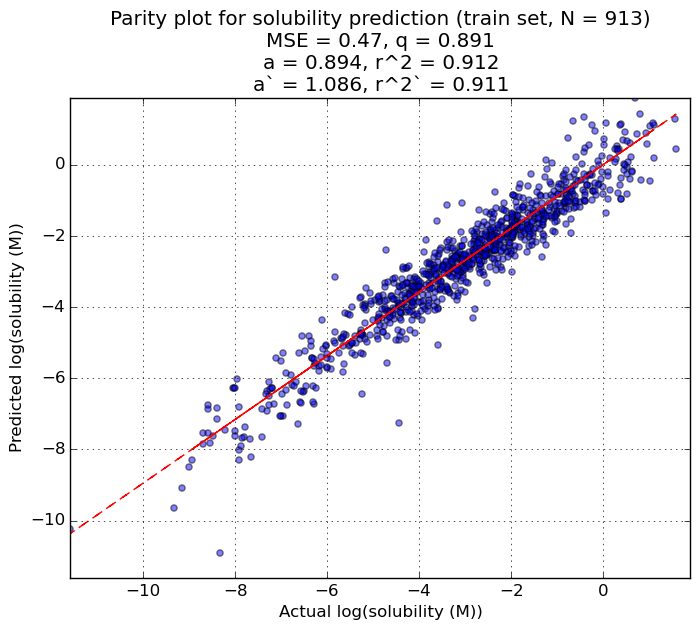 Parity plot for solubility prediction (train set, N = 913)
MSE = 0.47, q = 0.891
a = 0.894, r^2 = 0.912
a` = 1.086, r^2` = 0.911
Predicted log(solubility (M))
0
−2
−4
−6
−8
−10
−10 −8 −6 −4 −2 0
Actual log(solubility (M))